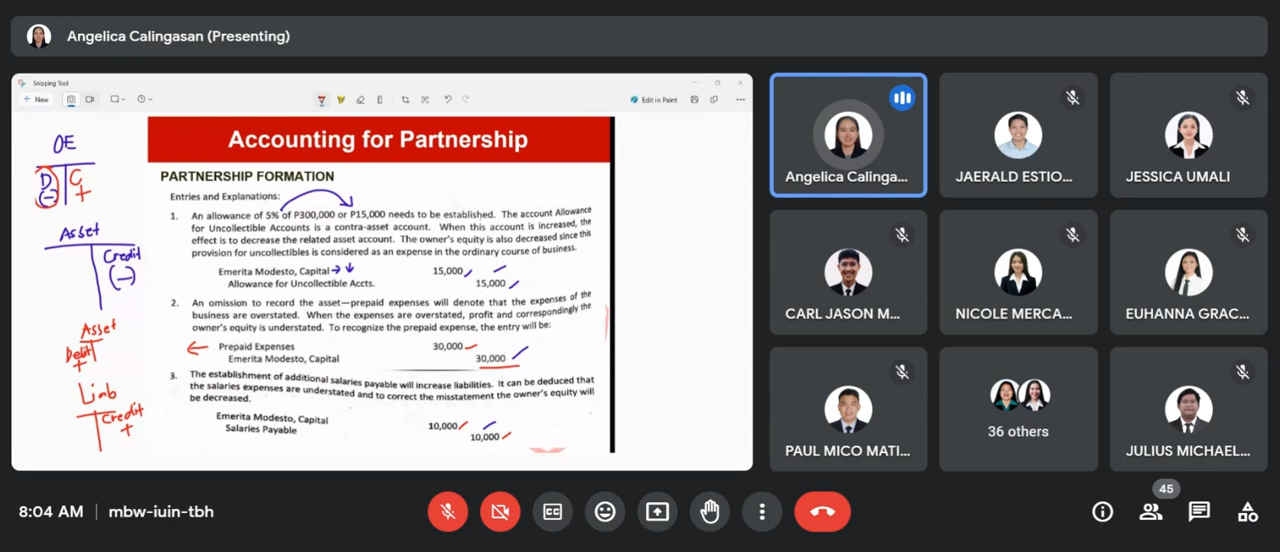 Angelica Calingasan (Presenting)
Snipping Tool
New
Edit in Paint
OE
D C
(-) +
Asset
Credit
(-)
Asset
Debit
+
Liab
Credit
+
Accounting for Partnership
PARTNERSHIP FORMATION
Entries and Explanations:
1. An allowance of 5% of P300,000 or P15,000 needs to be established. The account Allowance
for Uncollectible Accounts is a contra-asset account. When this account is increased, the
effect is to decrease the related asset account. The owner's equity is also decreased since this
provision for uncollectibles is considered as an expense in the ordinary course of business.
Emerita Modesto, Capital 15,000
Allowance for Uncollectible Accts. 15,000
2. An omission to record the asset—prepaid expenses will denote that the expenses of the
business are overstated. When the expenses are overstated, profit and correspondingly the
owner's equity is understated. To recognize the prepaid expense, the entry will be:
Prepaid Expenses 30,000
Emerita Modesto, Capital 30,000
3. The establishment of additional salaries payable will increase liabilities. It can be deduced that
the salaries expenses are understated and to correct the misstatement the owner's equity will
be decreased.
Emerita Modesto, Capital 10,000
Salaries Payable 10,000
Angelica Calinga...
JAERALD ESTIO...
JESSICA UMALI
CARL JASON M...
NICOLE MERCA...
EUHANNA GRAC...
PAUL MICO MATI...
36 others
JULIUS MICHAEL...
8:04 AM | mbw-iuin-tbh
CC
45